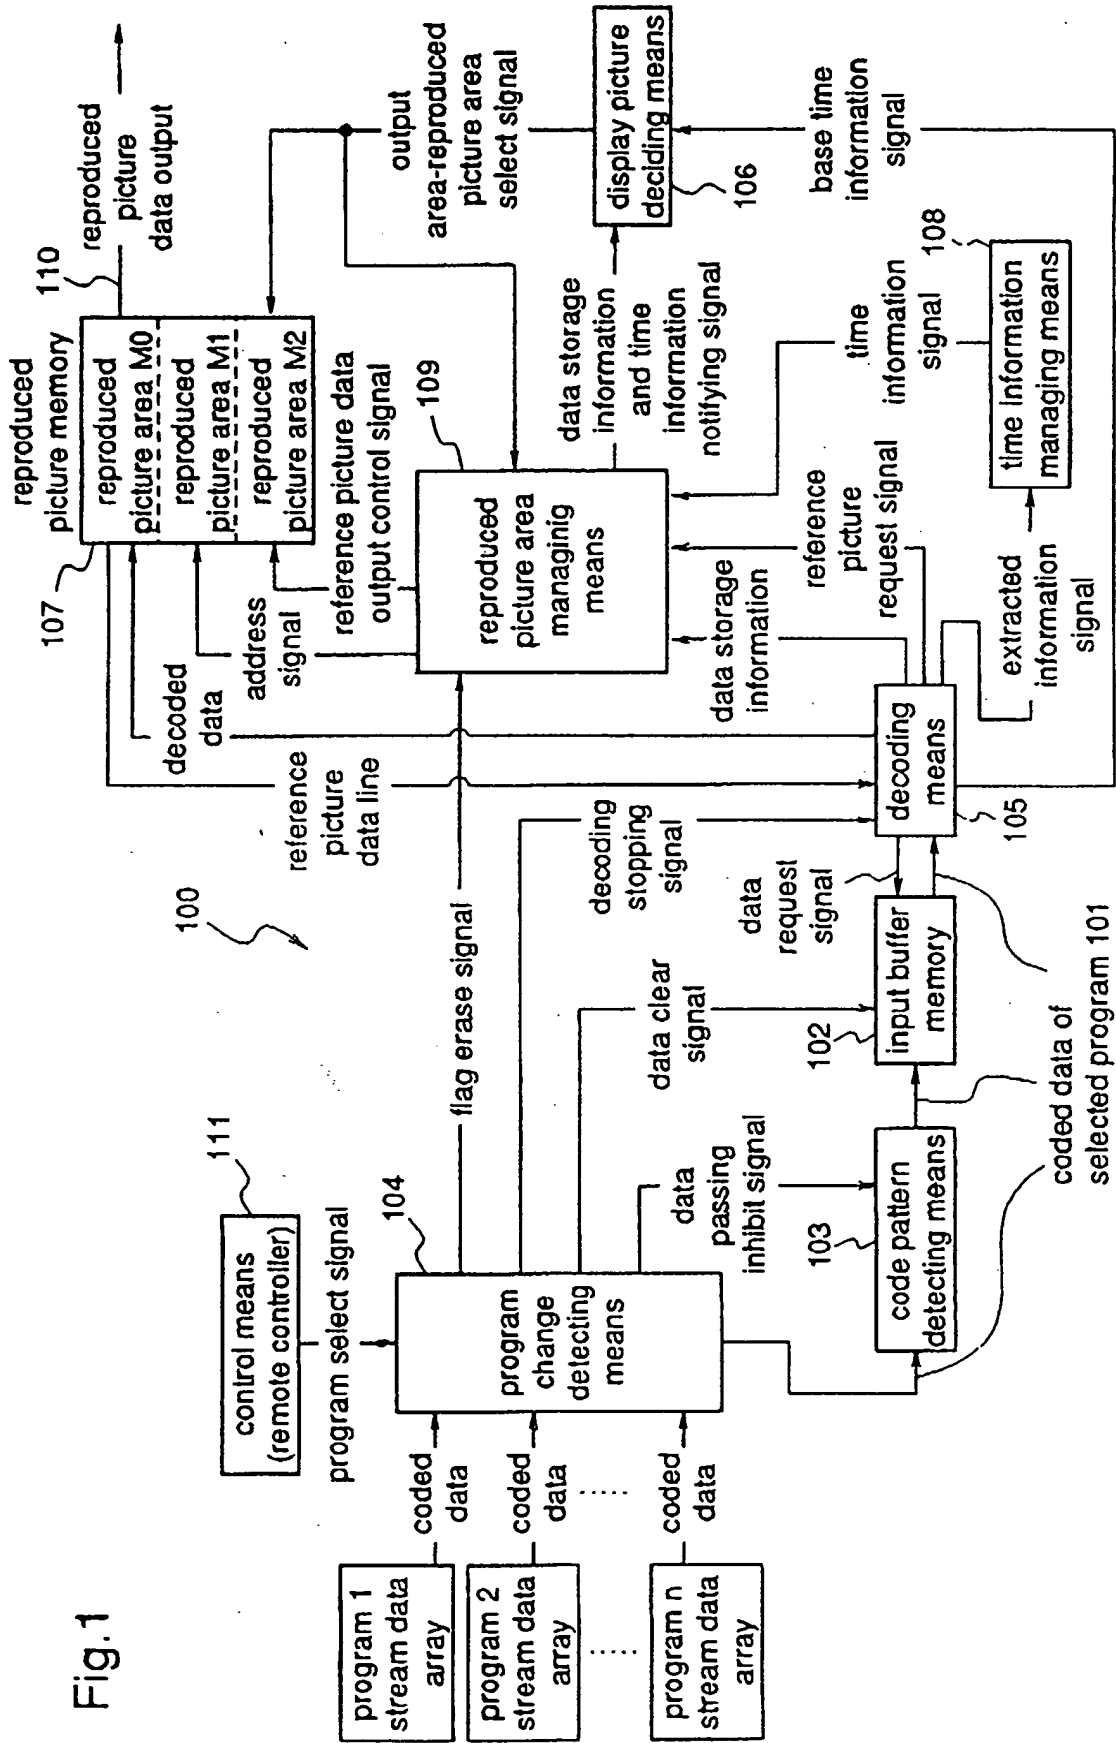 Fig.1
100
control means
(remote controller)
111
program select signal
program 1
stream data
array
program 2
stream data
array
program n
stream data
array
coded
data
coded
data
coded
data
program
change
detecting
means
104
flag erase signal
decoding
stopping
signal
data clear
signal
data
passing
inhibit signal
code pattern
detecting means
103
input buffer
memory
102
data
request
signal
coded data of
selected program 101
decoding
means
105
reference
picture
data line
decoded
data
address
signal
reference picture data
output control signal
reproduced
picture memory
107
reproduced
picture area M0
reproduced
picture area M1
reproduced
picture area M2
110
reproduced
picture
data output
reproduced
picture area
managinig
means
109
data storage
information
reference
picture
request signal
extracted
information
signal
time information
managing means
108
time
information
signal
data storage
information
and time
information
notifying signal
display picture
deciding means
106
output
area-reproduced
picture area
select signal
base time
information
signal